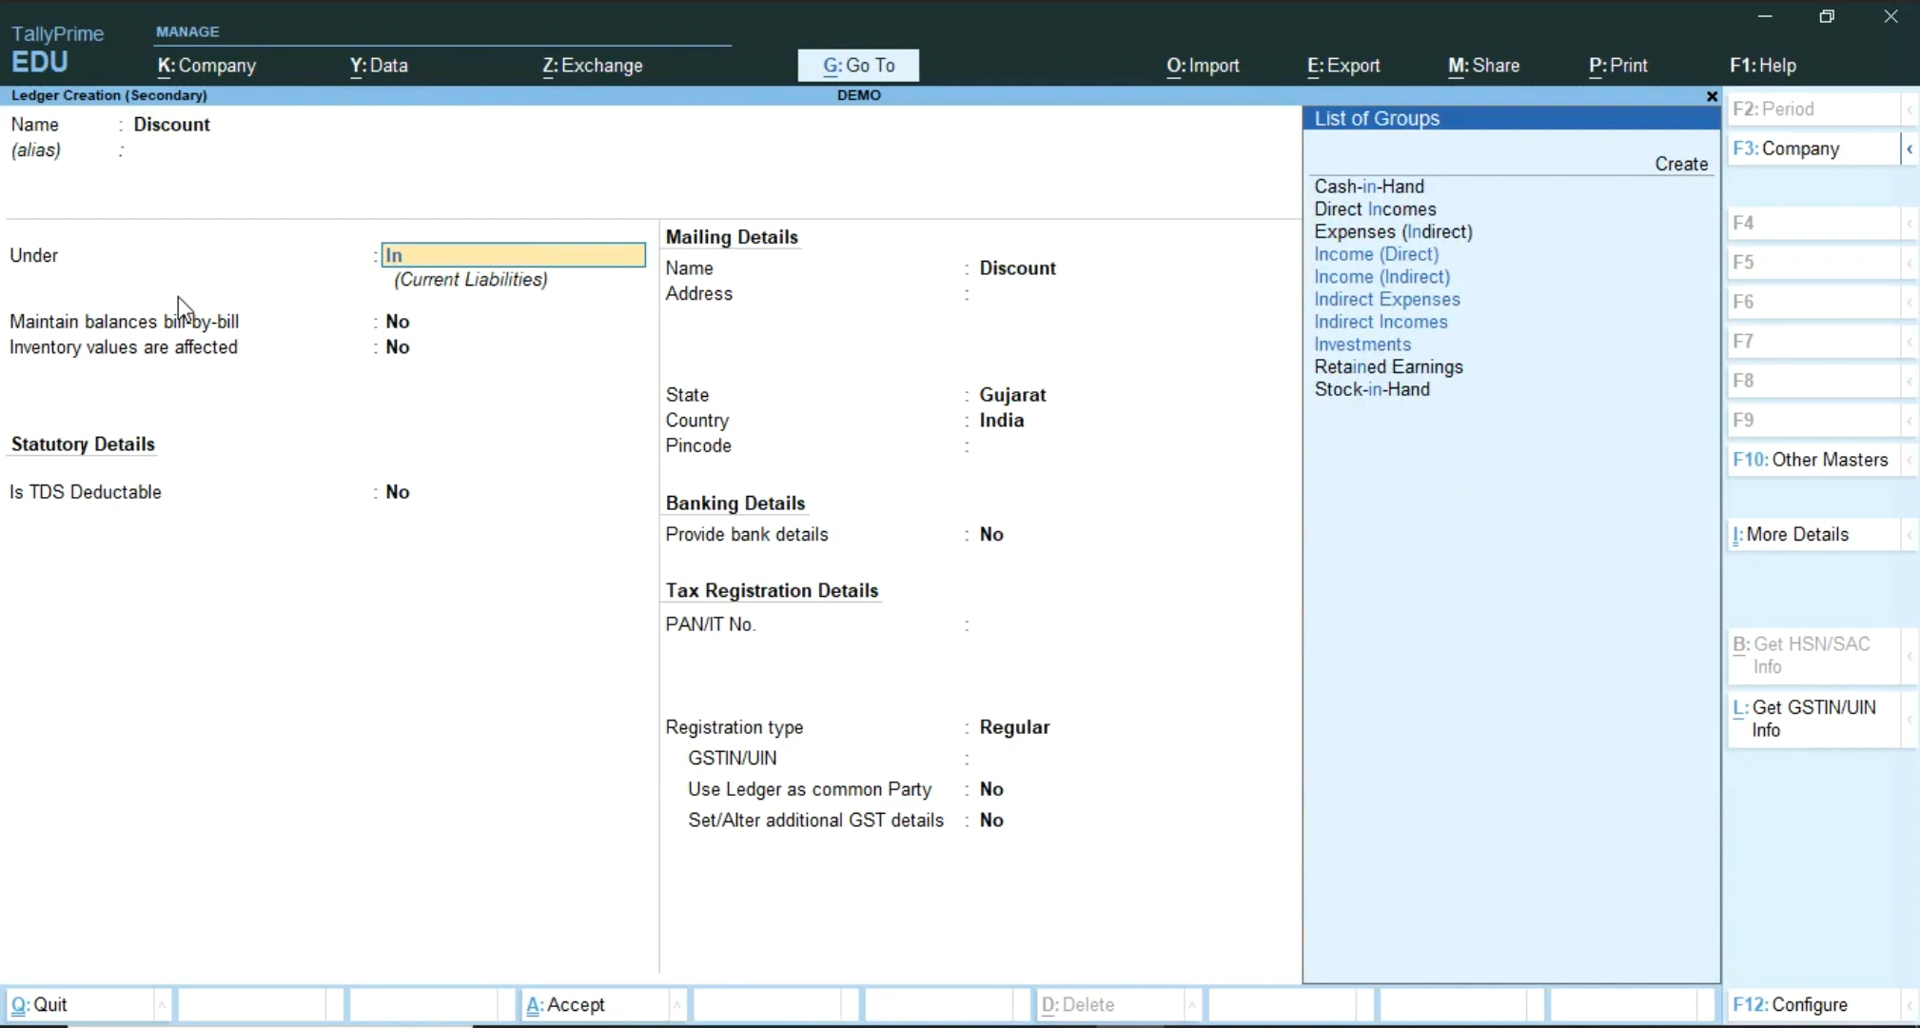 TallyPrime
EDU
MANAGE
K: Company
Y: Data
Z: Exchange
G: Go To
O: Import
E: Export
M: Share
P: Print
F1: Help
Ledger Creation (Secondary)
DEMO
Name : Discount
(alias) :
Under : In
(Current Liabilities)
Maintain balances bill-by-bill : No
Inventory values are affected : No
Statutory Details
Is TDS Deductable : No
Mailing Details
Name : Discount
Address :
State : Gujarat
Country : India
Pincode :
Banking Details
Provide bank details : No
Tax Registration Details
PAN/IT No. :
Registration type : Regular
GSTIN/UIN :
Use Ledger as common Party : No
Set/Alter additional GST details : No
List of Groups
Create
Cash-in-Hand
Direct Incomes
Expenses (Indirect)
Income (Direct)
Income (Indirect)
Indirect Expenses
Indirect Incomes
Investments
Retained Earnings
Stock-in-Hand
F2: Period
F3: Company
F4
F5
F6
F7
F8
F9
F10: Other Masters
I: More Details
B: Get HSN/SAC
Info
L: Get GSTIN/UIN
Info
Q: Quit
A: Accept
D: Delete
F12: Configure